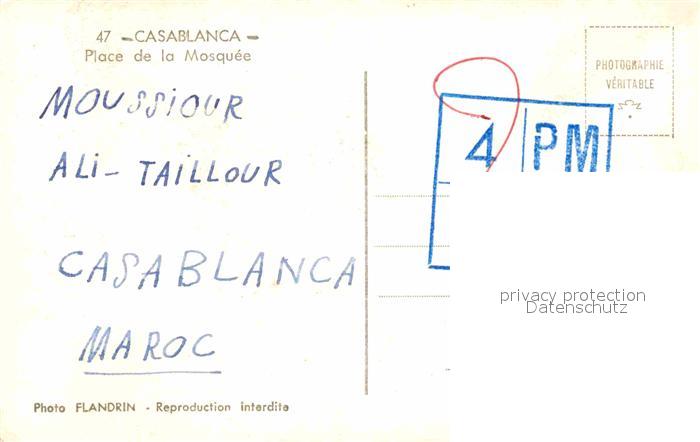 47 - CASABLANCA -
Place de la Mosquée
MOUSSIOUR
ALI - TAILLOUR
CASABLANCA
MAROC
Photo FLANDRIN - Reproduction interdite
PHOTOGRAPHIE
VÉRITABLE
4 PM
privacy protection
Datenschutz